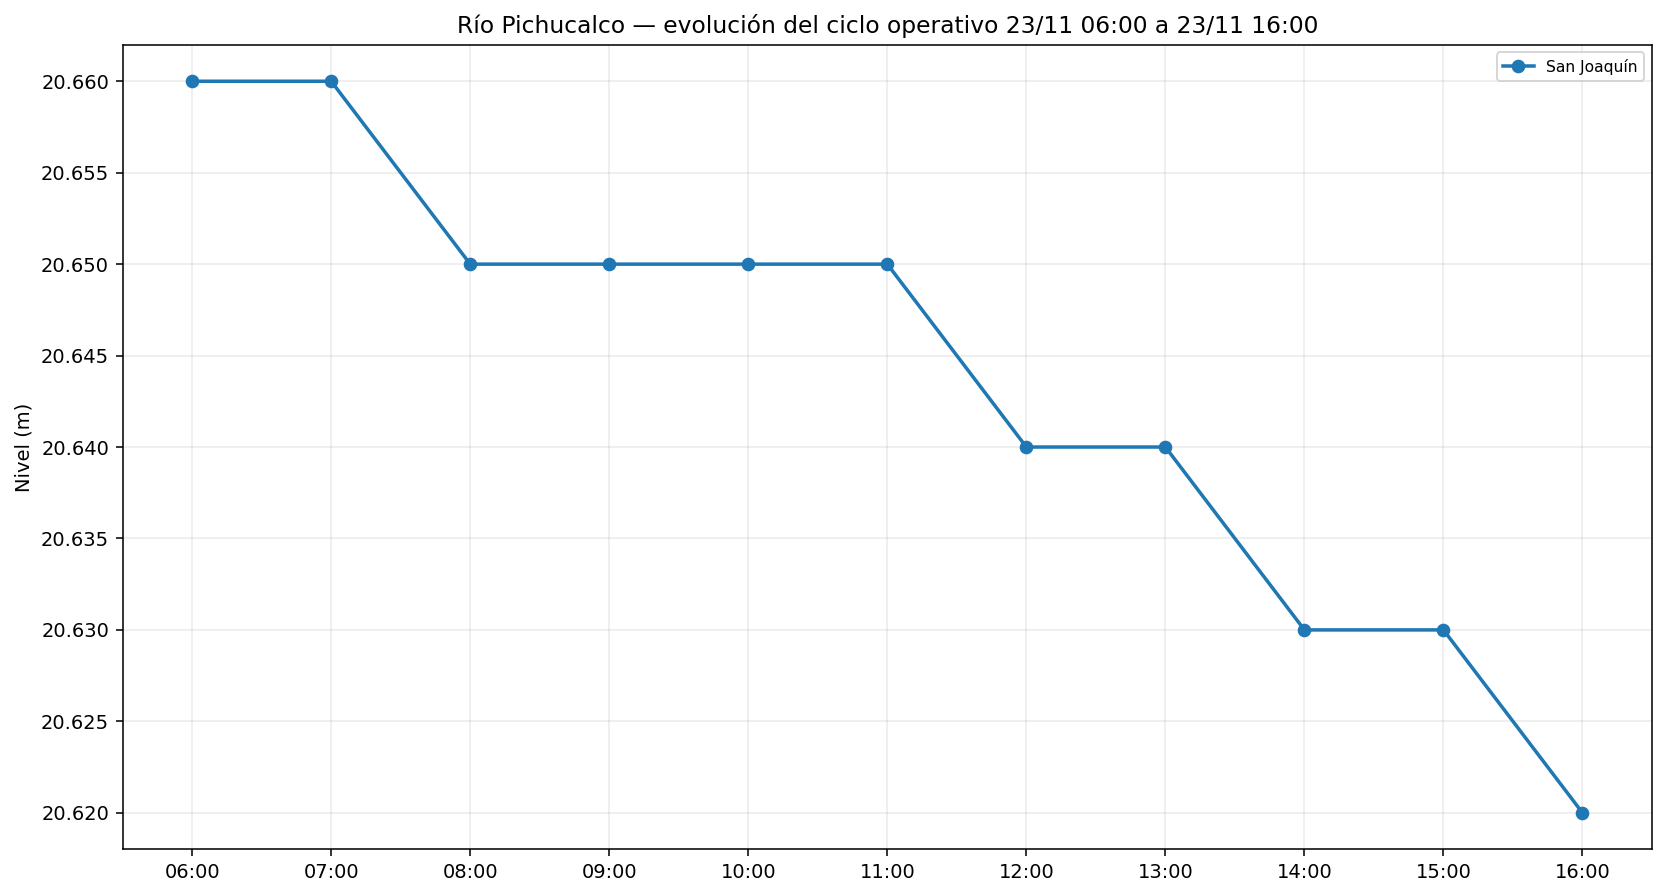 Río Pichucalco — evolución del ciclo operativo 23/11 06:00 a 23/11 16:00
San Joaquín
Nivel (m)
20.660
20.655
20.650
20.645
20.640
20.635
20.630
20.625
20.620
06:00 07:00 08:00 09:00 10:00 11:00 12:00 13:00 14:00 15:00 16:00